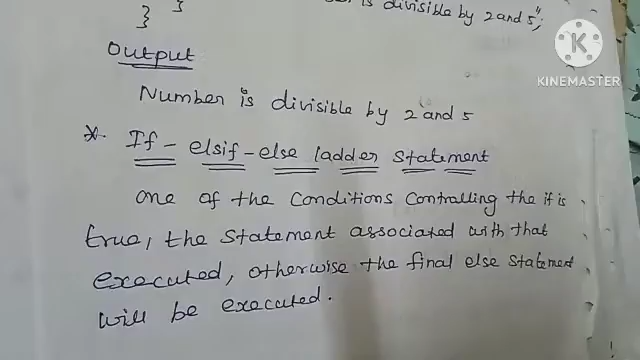 }
}
is divisible by 2 and 5";
Output
Number is divisible by 2 and 5
*. If - elsif - else ladder statement
one of the conditions controlling the if is
true, the statement associated with that
executed, otherwise the final else statement
will be executed.
K
KINEMASTER